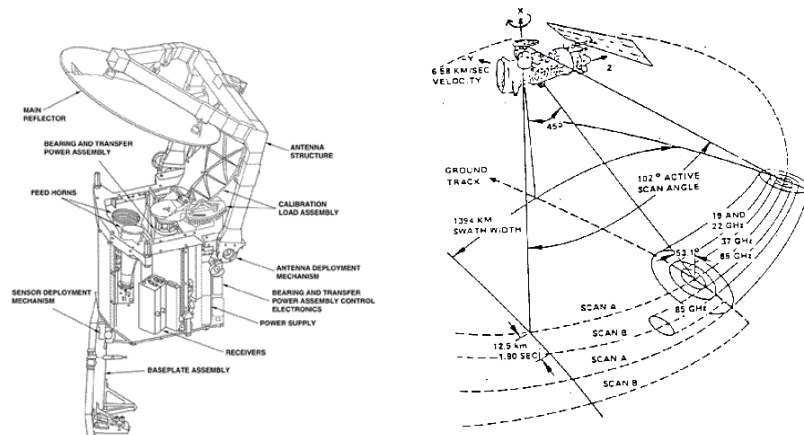 MAIN
REFLECTOR
BEARING AND TRANSFER
POWER ASSEMBLY
FEED HORNS
SENSOR DEPLOYMENT
MECHANISM
ANTENNA
STRUCTURE
CALIBRATION
LOAD ASSEMBLY
ANTENNA DEPLOYMENT
MECHANISM
BEARING AND TRANSFER
POWER ASSEMBLY CONTROL
ELECTRONICS
POWER SUPPLY
RECEIVERS
BASEPLATE ASSEMBLY
X
Z
6.58 KM/SEC
VELOCITY
45°
GROUND
TRACK
102.° ACTIVE
SCAN ANGLE
1394 KM
SWATH WIDTH
19 AND
22 GHz
37 GHz
85 GHz
53.1°
85 GHz
SCAN A
SCAN B
SCAN A
SCAN B
12.5 km
1.90 SEC